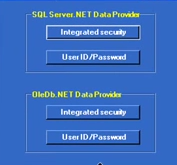 SQL Server.NET Data Provider
Integrated security
User ID/Password
OleDb.NET Data Provider
Integrated security
User ID/Password